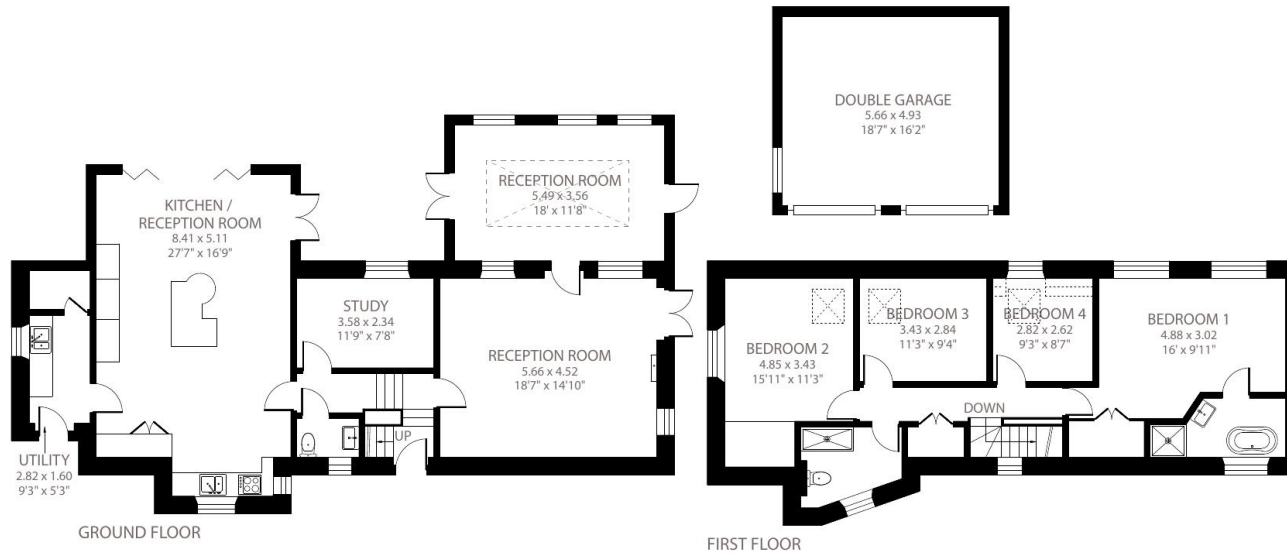 DOUBLE GARAGE
5.66 x 4.93
18'7" x 16'2"
KITCHEN /
RECEPTION ROOM
8.41 x 5.11
27'7" x 16'9"
RECEPTION ROOM
5.49 x 3.56
18' x 11'8"
STUDY
3.58 x 2.34
11'9" x 7'8"
RECEPTION ROOM
5.66 x 4.52
18'7" x 14'10"
UP
UTILITY
2.82 x 1.60
9'3" x 5'3"
GROUND FLOOR
BEDROOM 2
4.85 x 3.43
15'11" x 11'3"
BEDROOM 3
3.43 x 2.84
11'3" x 9'4"
BEDROOM 4
2.82 x 2.62
9'3" x 8'7"
BEDROOM 1
4.88 x 3.02
16' x 9'11"
DOWN
FIRST FLOOR